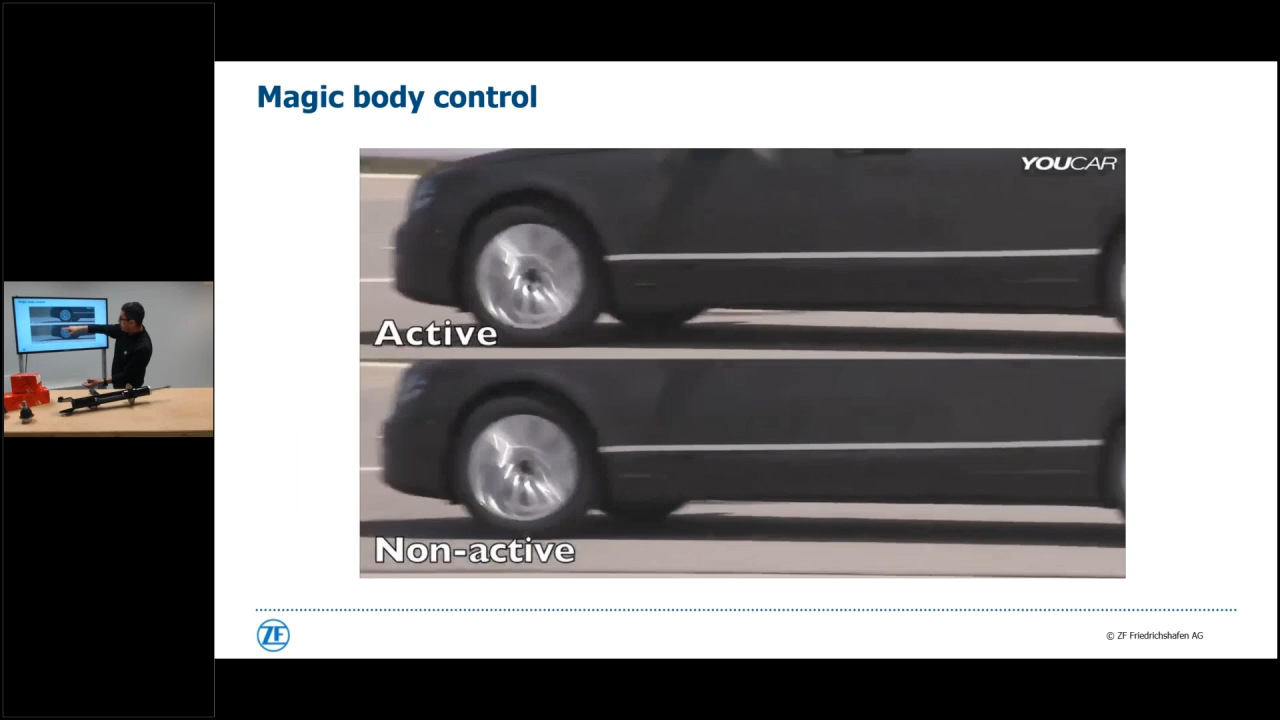 Magic body control
YOUCAR
Active
Non-active
ZF
© ZF Friedrichshafen AG